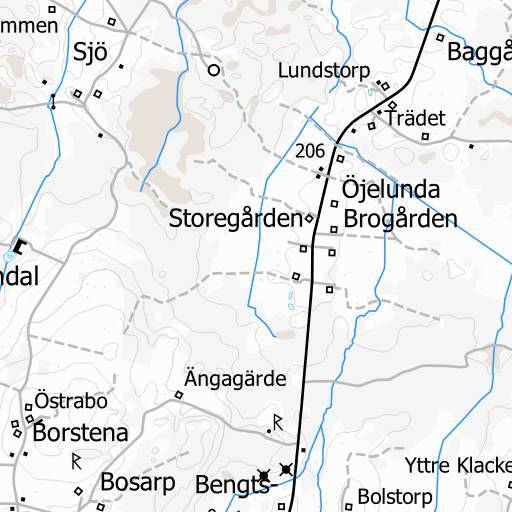 mmen
Sjö
Baggå
Lundstorp
Trädet
206
Öjelunda
Storegården
Brogården
ndal
Ängagärde
Östrabo
Borstena
Bosarp
Bengts-
Yttre Klacke
Bolstorp